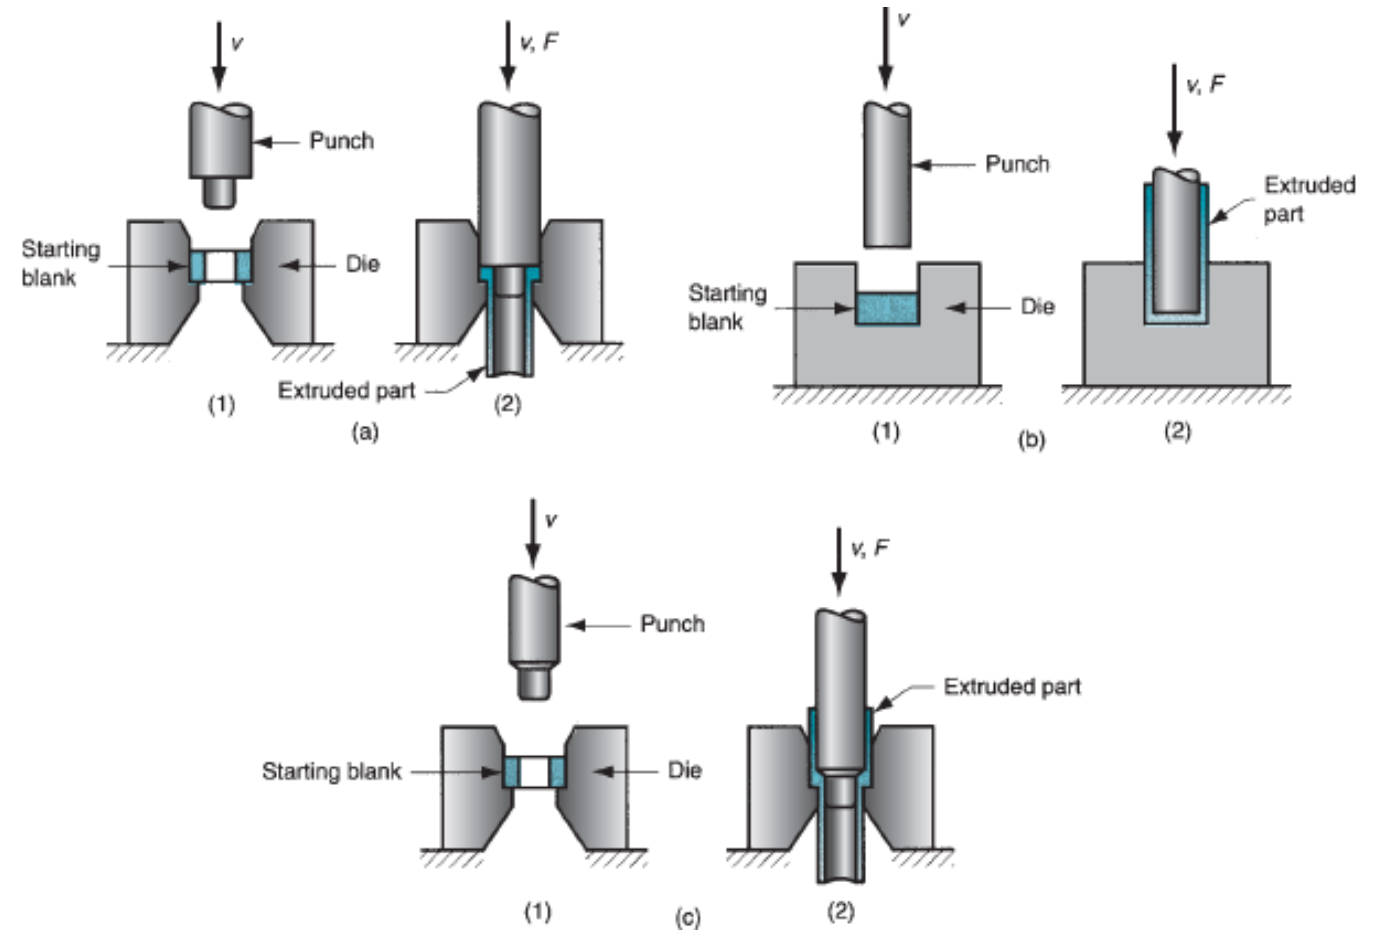 v
Punch
Starting
blank
Die
(1)
v, F
Extruded part
(2)
(a)
v
Punch
Starting
blank
Die
(1)
v, F
Extruded
part
(2)
(b)
v
Punch
Starting blank
Die
(1)
v, F
Extruded part
(2)
(c)